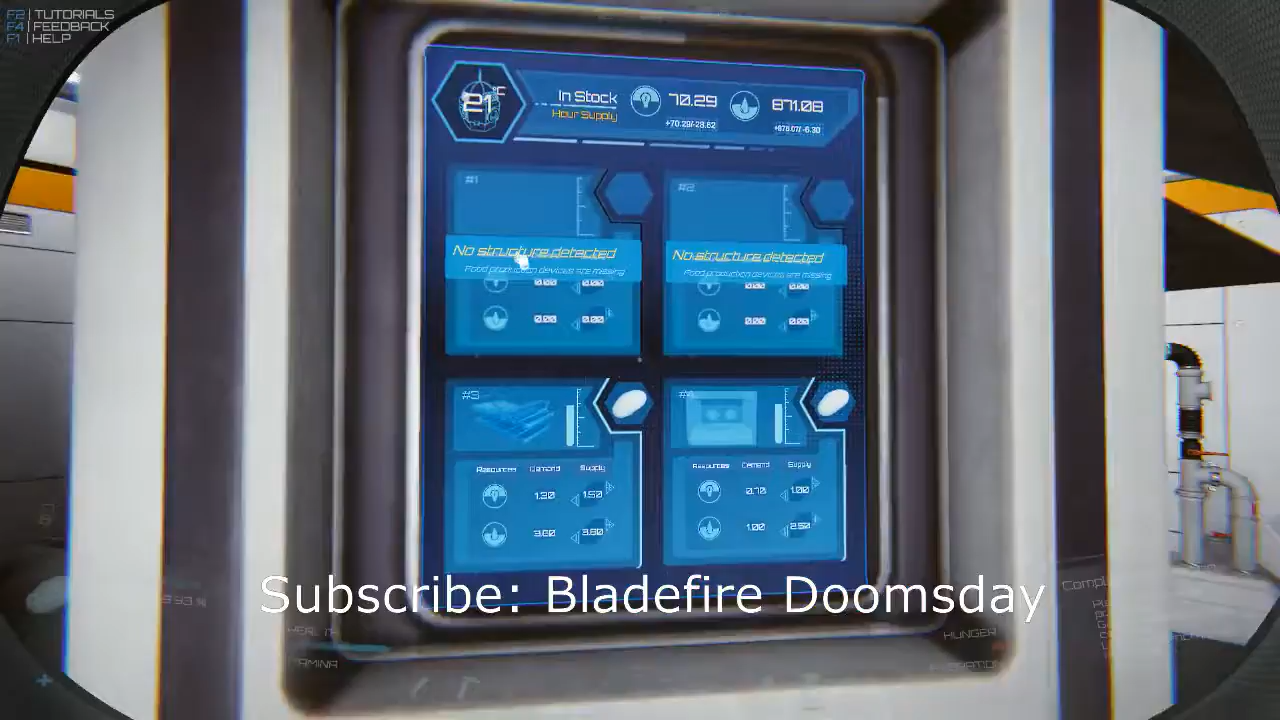 F2 | TUTORIALS
F4 | FEEDBACK
F1 | HELP
21°C
In Stock
Hour Supply
70.29
871.08
#1
#2
No structure detected
Food production devices are missing
0.00 0.00
0.00 0.00
No structure detected
Food production devices are missing
0.00 0.00
0.00 0.00
#3
Resources Demand Supply
1.30 1.50
3.80
#4
Resources Demand Supply
0.70 1.00
1.00 2.50
Subscribe: Bladefire Doomsday
HEALTH
STAMINA
HUNGER